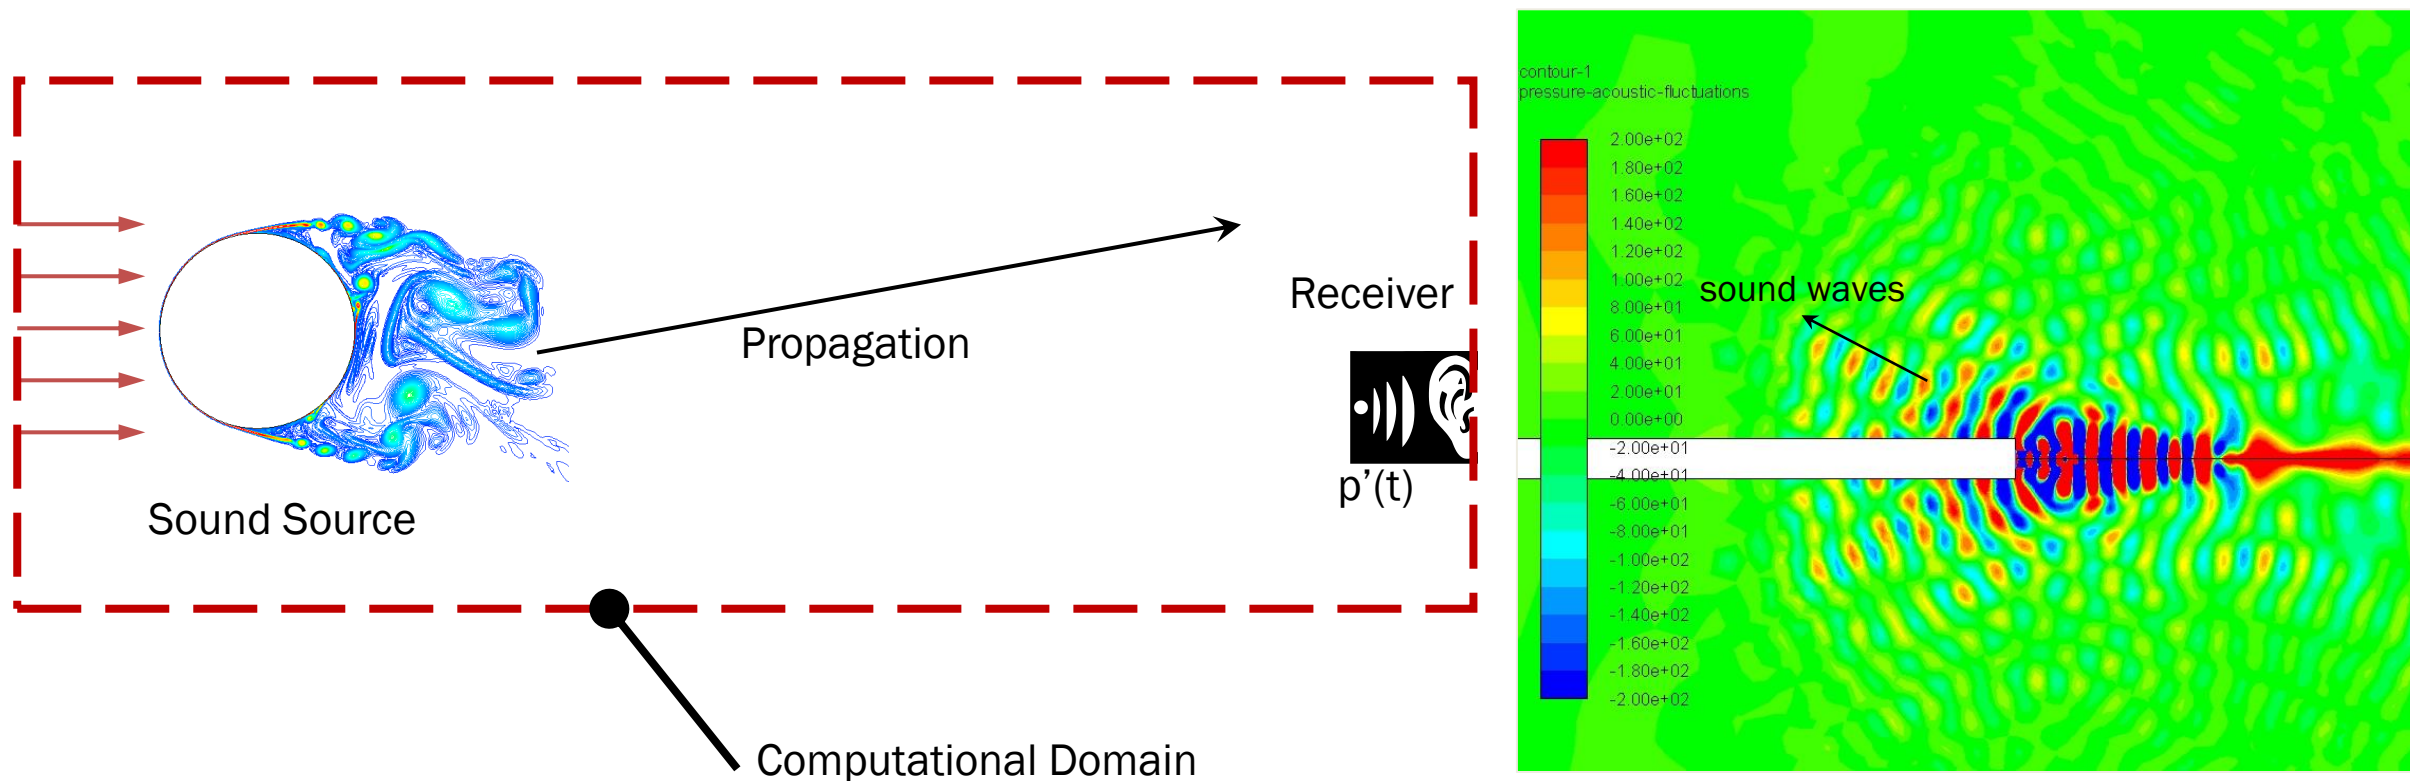 Propagation
Receiver
p’(t)
Sound Source
Computational Domain
contour-1
pressure-acoustic-fluctuations
2.00e+02
1.80e+02
1.60e+02
1.40e+02
1.20e+02
1.00e+02
8.00e+01
6.00e+01
4.00e+01
2.00e+01
0.00e+00
-2.00e+01
-4.00e+01
-6.00e+01
-8.00e+01
-1.00e+02
-1.20e+02
-1.40e+02
-1.60e+02
-1.80e+02
-2.00e+02
sound waves